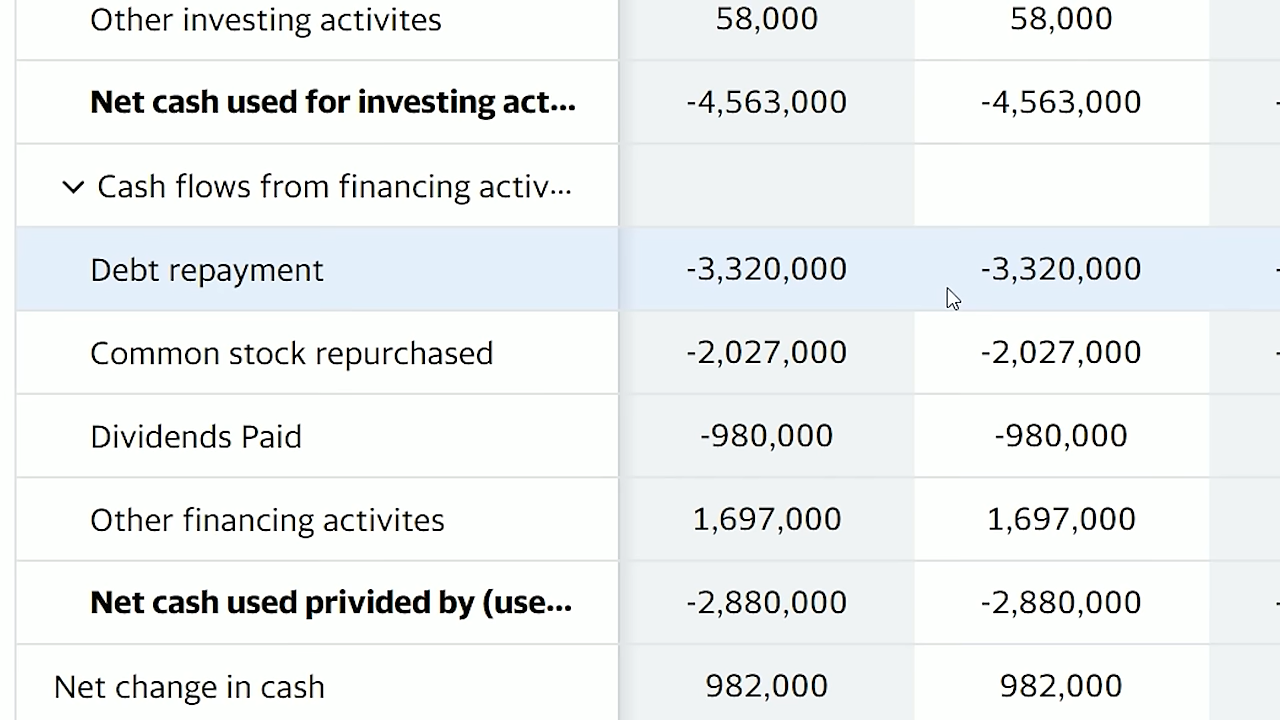 Other investing activites 58,000 58,000
Net cash used for investing act... -4,563,000 -4,563,000
Cash flows from financing activ...
Debt repayment -3,320,000 -3,320,000
Common stock repurchased -2,027,000 -2,027,000
Dividends Paid -980,000 -980,000
Other financing activites 1,697,000 1,697,000
Net cash used privided by (use... -2,880,000 -2,880,000
Net change in cash 982,000 982,000